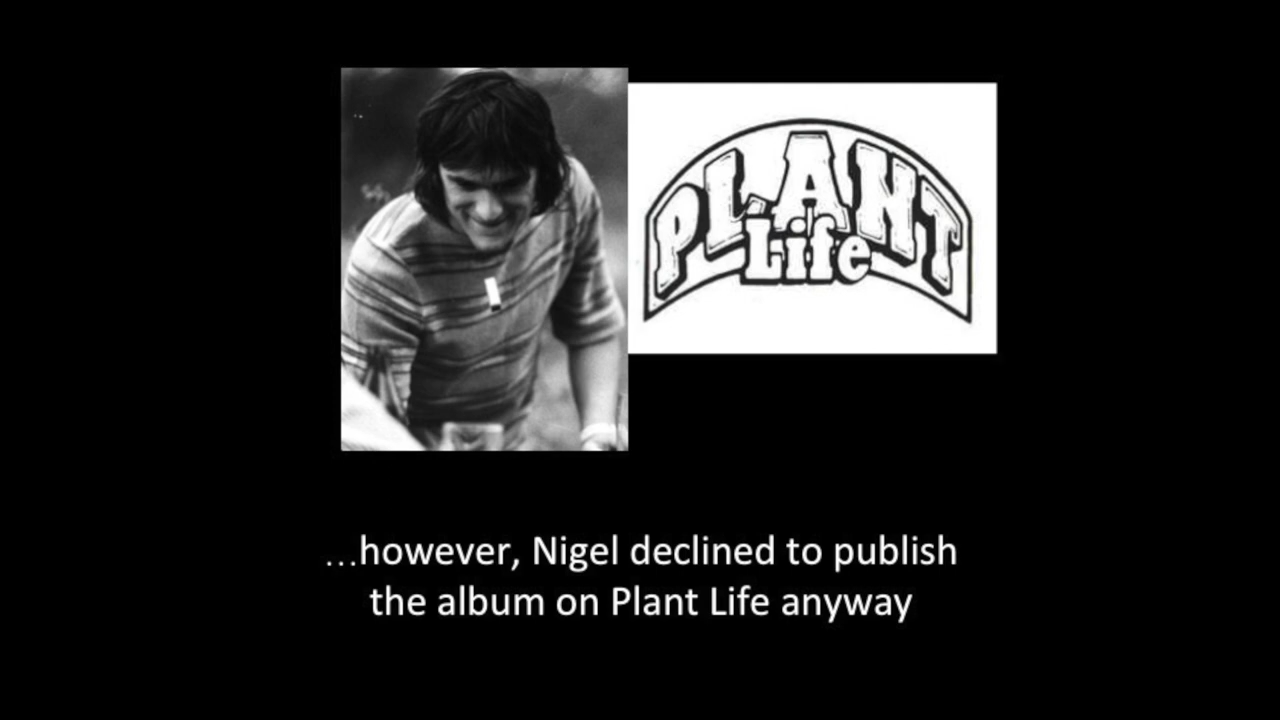 PLANT
Life
…however, Nigel declined to publish
the album on Plant Life anyway